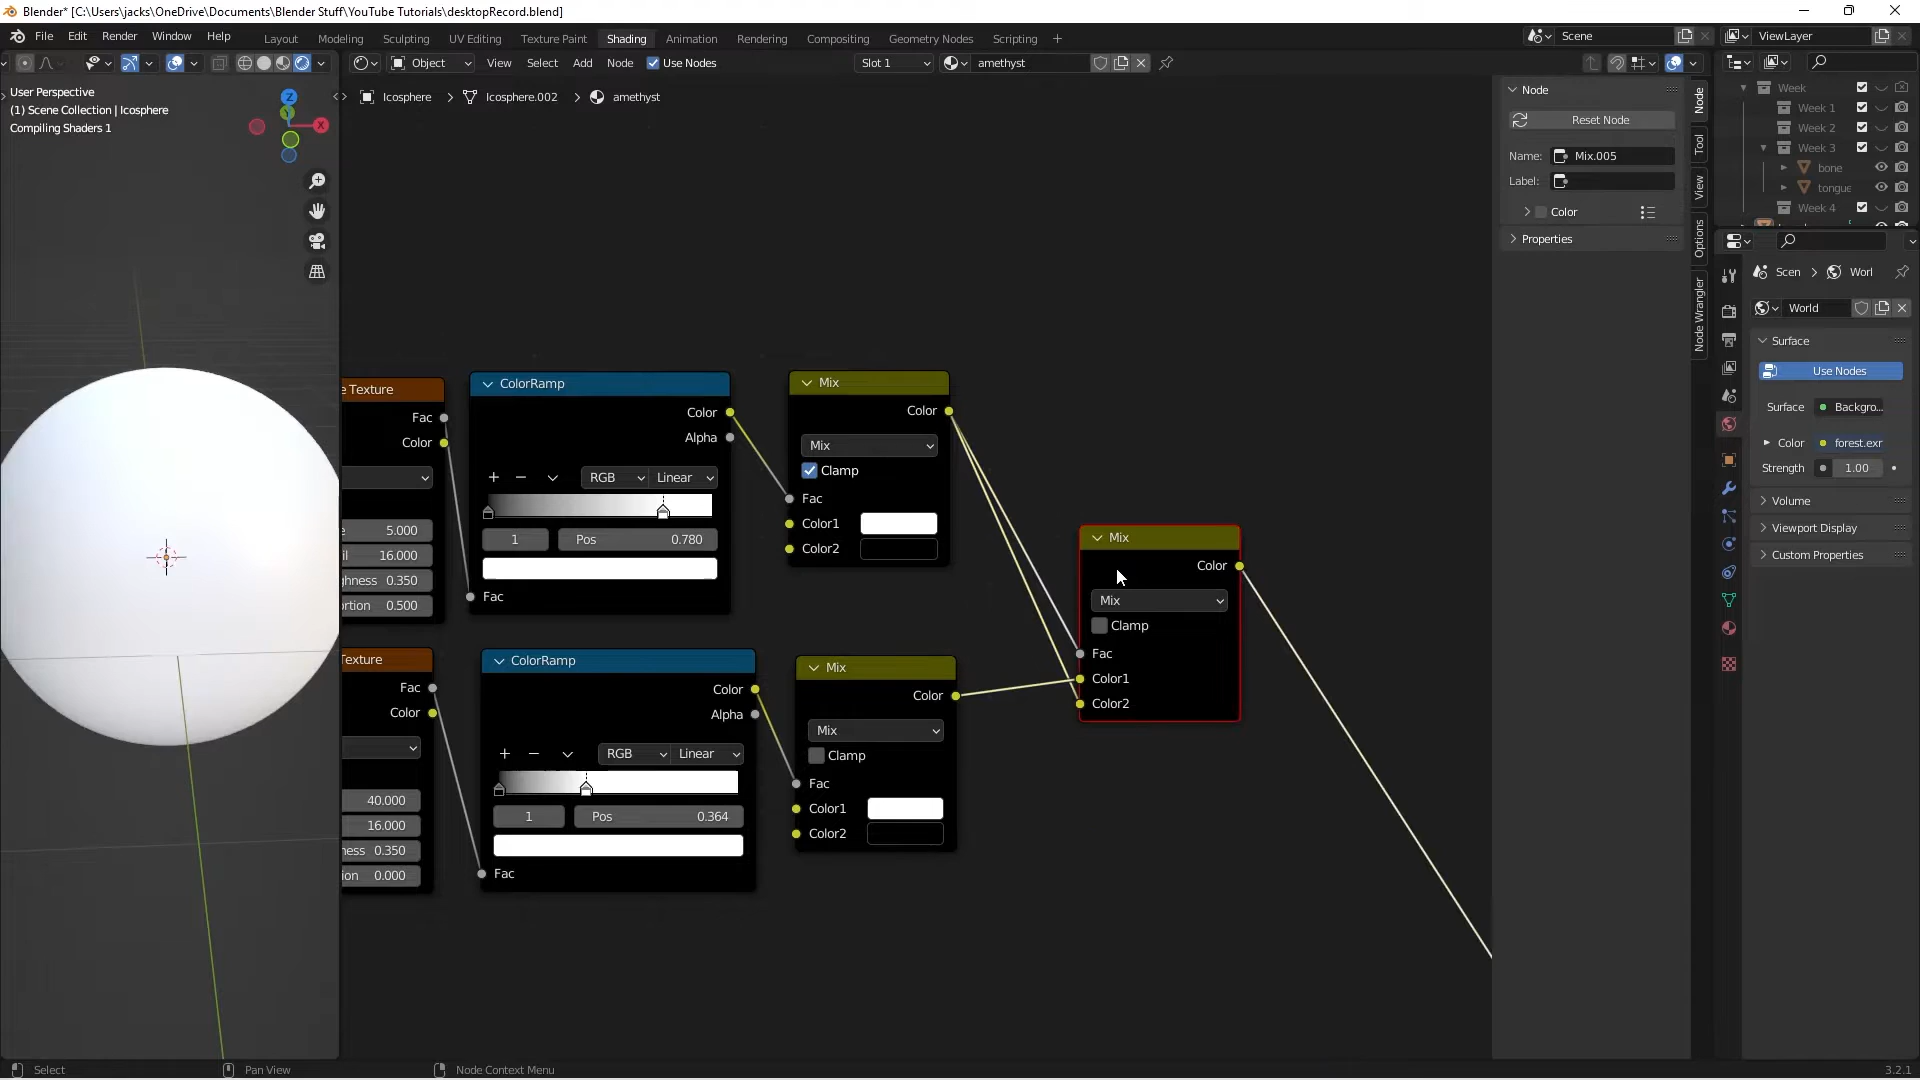 Blender* [C:\Users\jacks\OneDrive\Documents\Blender Stuff\YouTube Tutorials\desktopRecord.blend]
File Edit Render Window Help Layout Modeling Sculpting UV Editing Texture Paint Shading Animation Rendering Compositing Geometry Nodes Scripting + Scene ViewLayer
Object View Select Add Node Use Nodes Slot 1 amethyst
User Perspective
(1) Scene Collection | Icosphere
Compiling Shaders 1
Z
Y
X
Icosphere > Icosphere.002 > amethyst
Node
Reset Node
Name: Mix.005
Label:
Color
Properties
Node
Tool
View
Options
Node Wrangler
Week
Week 1
Week 2
Week 3
bone
tongue
Week 4
Scen > Worl
World
Surface
Use Nodes
Surface Backgro...
Color forest.exr
Strength 1.00
Volume
Viewport Display
Custom Properties
e Texture
Fac
Color
e 5.000
il 16.000
ghness 0.350
ortion 0.500
ColorRamp
Color
Alpha
RGB Linear
1 Pos 0.780
Fac
Mix
Color
Mix
Clamp
Fac
Color1
Color2
Mix
Color
Mix
Clamp
Fac
Color1
Color2
Texture
Fac
Color
40.000
16.000
ness 0.350
ion 0.000
ColorRamp
Color
Alpha
RGB Linear
1 Pos 0.364
Fac
Mix
Color
Mix
Clamp
Fac
Color1
Color2
Select Pan View Node Context Menu 3.2.1